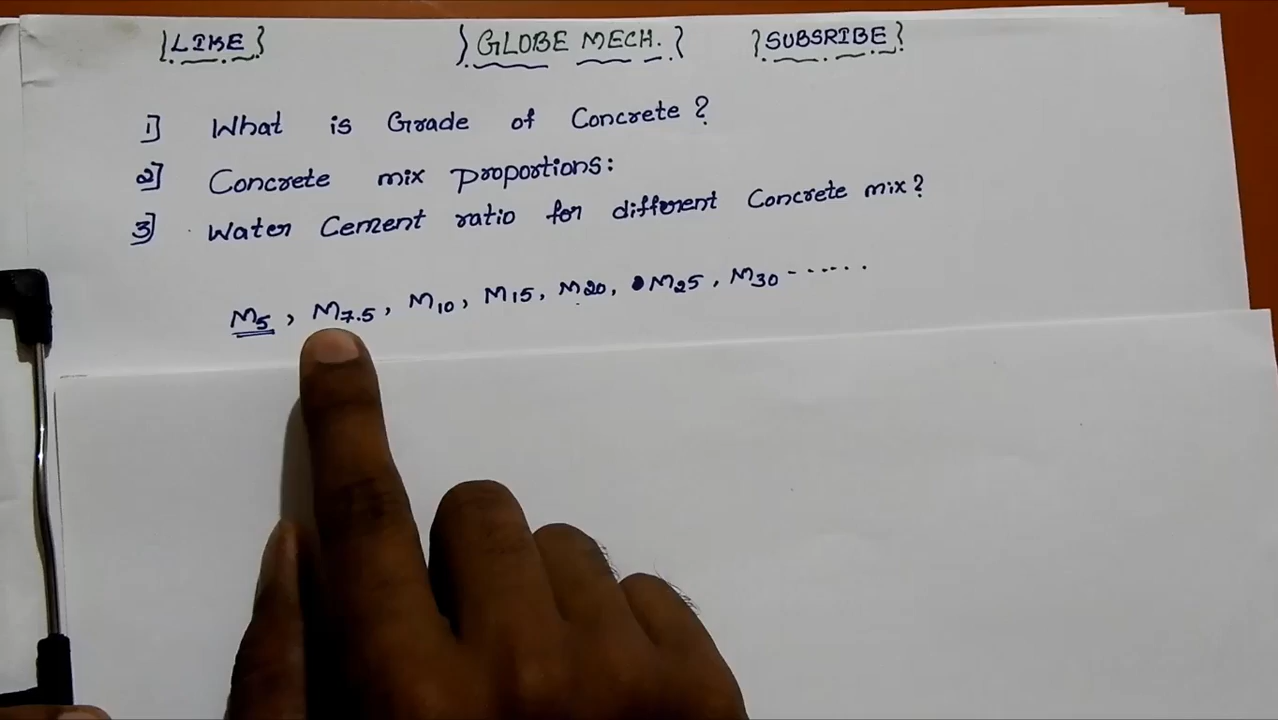 LIKE GLOBE MECH. SUBSRIBE
1] What is Grade of Concrete?
2] Concrete mix proportions:
3] Water Cement ratio for different Concrete mix?
M5, M7.5, M10, M15, M20, M25, M30------